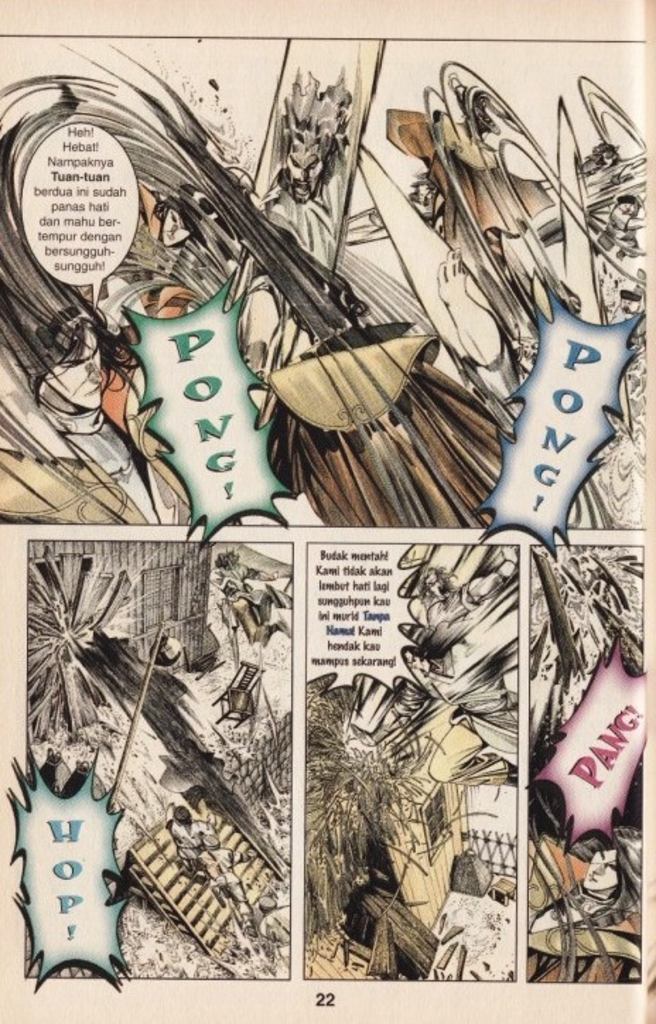 Heh!
Hebat!
Nampaknya
Tuan-tuan
berdua ini sudah
panas hati
dan mahu ber-
tempur dengan
bersungguh-
sungguh!
PONG!
PONG!
HOP!
Budak mentah!
Kami tidak akan
lembut hati lagi
sungguhpun kau
ini murid Tanpa
Nama! Kami
hendak kau
mampus sekarang!
PANG!
22